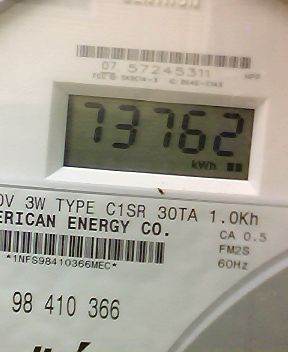 07 57245311
73762
kWh
0V 3W TYPE C1SR 30TA 1.0Kh
ERICAN ENERGY CO.
CA 0.5
FM2S
60Hz
*1NFS98410366MEC*
98 410 366